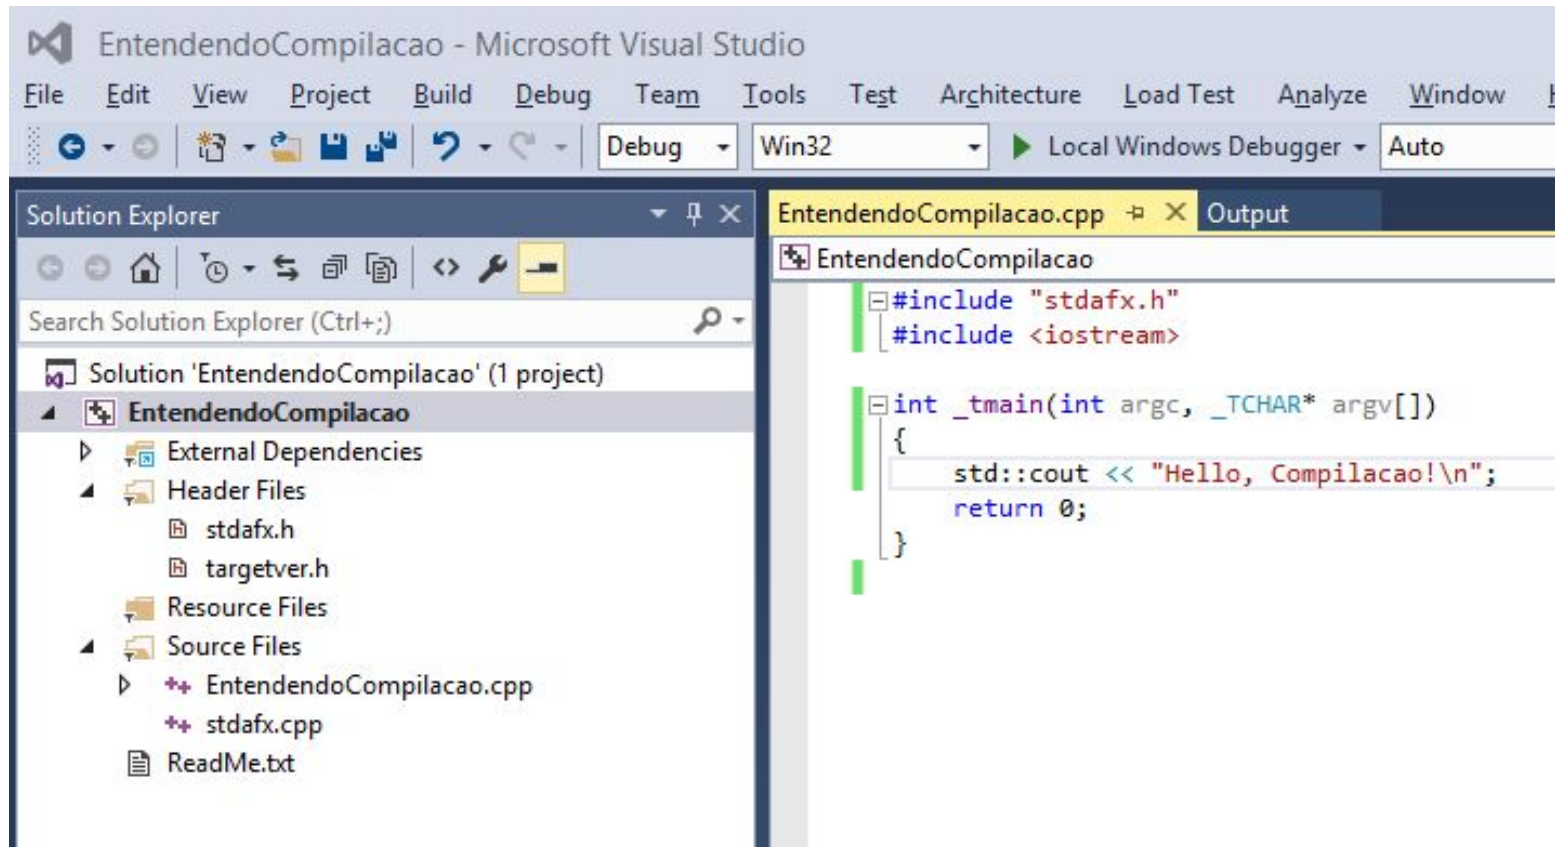 EntendendoCompilacao - Microsoft Visual Studio
File Edit View Project Build Debug Team Tools Test Architecture Load Test Analyze Window
Debug Win32 Local Windows Debugger Auto
Solution Explorer
Search Solution Explorer (Ctrl+;)
Solution 'EntendendoCompilacao' (1 project)
EntendendoCompilacao
External Dependencies
Header Files
stdafx.h
targetver.h
Resource Files
Source Files
EntendendoCompilacao.cpp
stdafx.cpp
ReadMe.txt
EntendendoCompilacao.cpp Output
EntendendoCompilacao
#include "stdafx.h"
#include <iostream>
int _tmain(int argc, _TCHAR* argv[])
{
std::cout << "Hello, Compilacao!\n";
return 0;
}